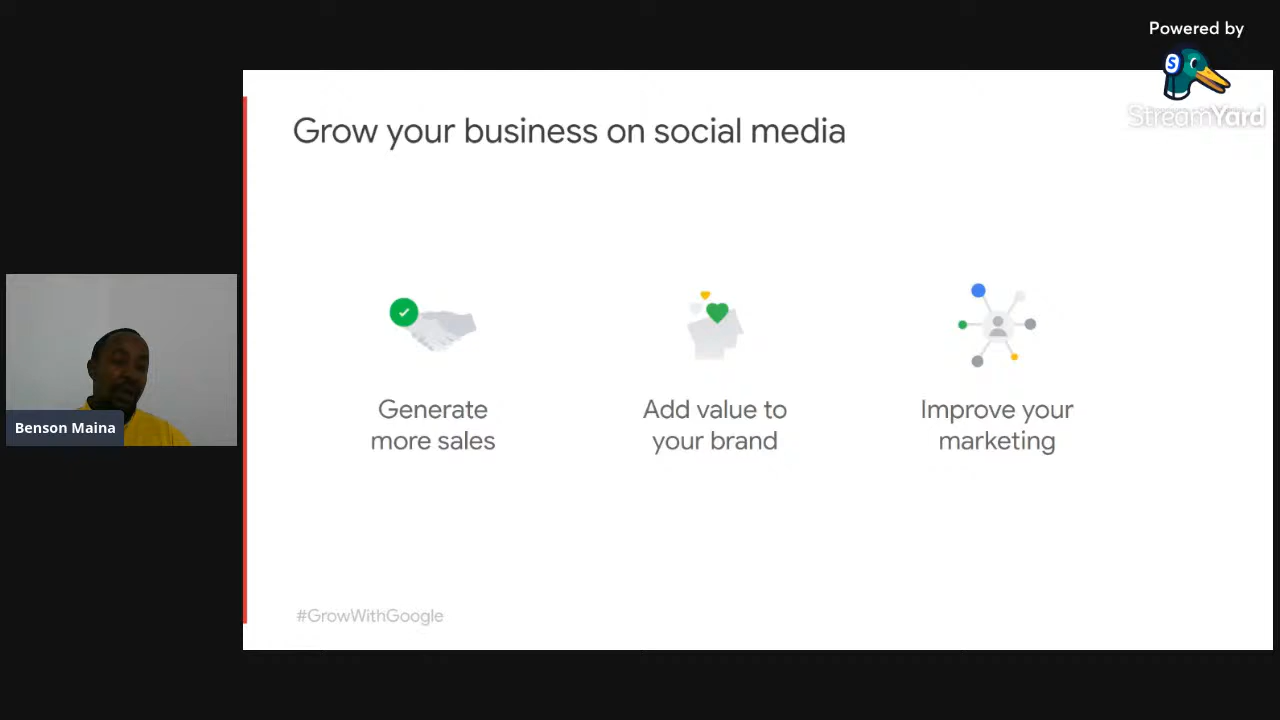 Powered by
StreamYard
Grow your business on social media
Generate
more sales
Add value to
your brand
Improve your
marketing
Benson Maina
#GrowWithGoogle